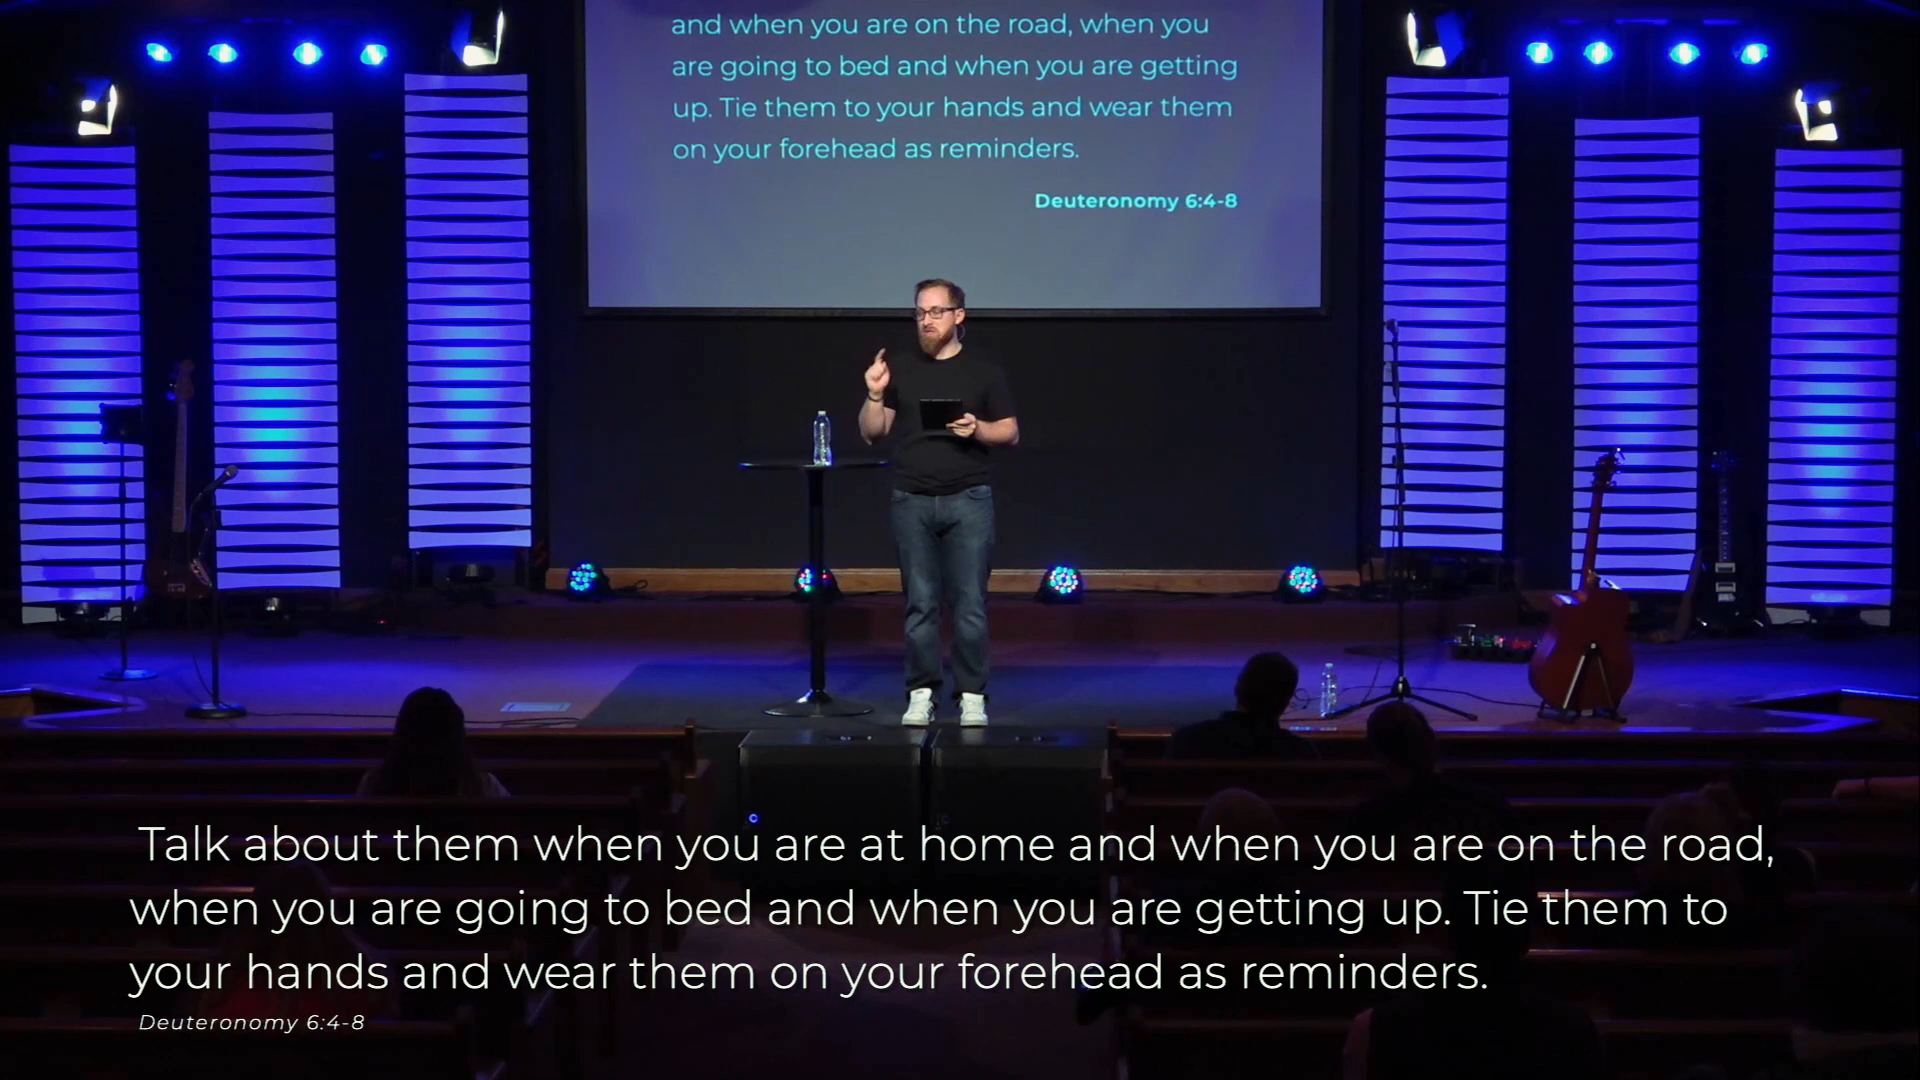 and when you are on the road, when you
are going to bed and when you are getting
up. Tie them to your hands and wear them
on your forehead as reminders.
Deuteronomy 6:4-8
Talk about them when you are at home and when you are on the road,
when you are going to bed and when you are getting up. Tie them to
your hands and wear them on your forehead as reminders.
Deuteronomy 6:4-8